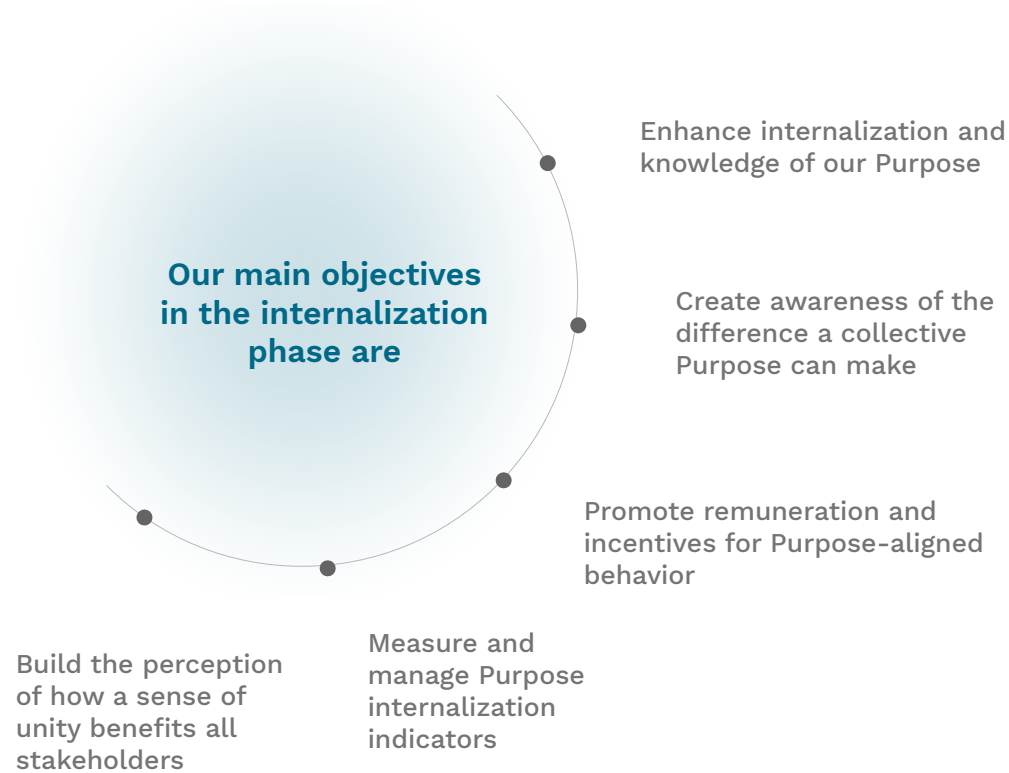 Our main objectives
in the internalization
phase are
Enhance internalization and
knowledge of our Purpose
Create awareness of the
difference a collective
Purpose can make
Promote remuneration and
incentives for Purpose-aligned
behavior
Measure and
manage Purpose
internalization
indicators
Build the perception
of how a sense of
unity benefits all
stakeholders